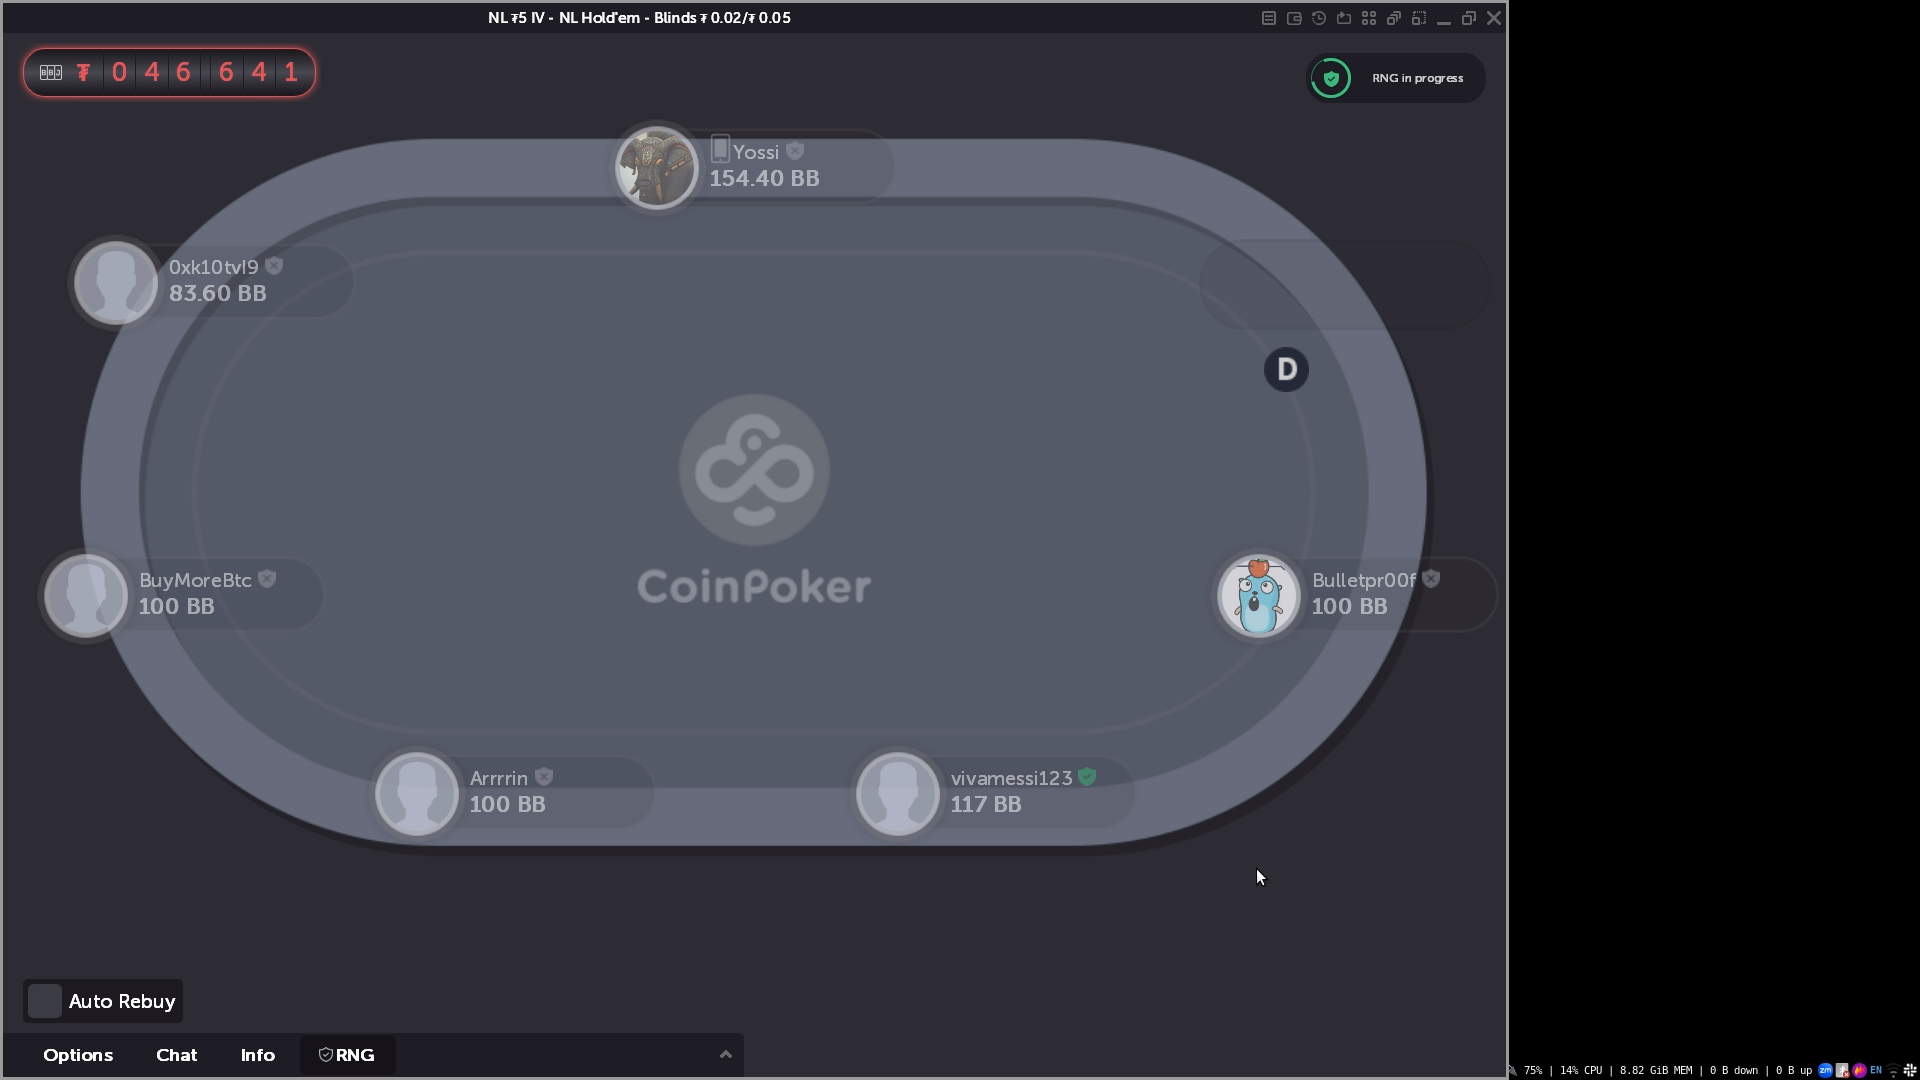 NL ₮5 IV - NL Hold'em - Blinds ₮ 0.02/₮ 0.05
BBJ ₮ 0 4 6 6 4 1
RNG in progress
Yossi
154.40 BB
0xk10tvl9
83.60 BB
D
CoinPoker
BuyMoreBtc
100 BB
Bulletpr00f
100 BB
Arrrrin
100 BB
vivamessi123
117 BB
Auto Rebuy
Options Chat Info RNG
75% | 14% CPU | 8.82 GiB MEM | 0 B down | 0 B up zm EN